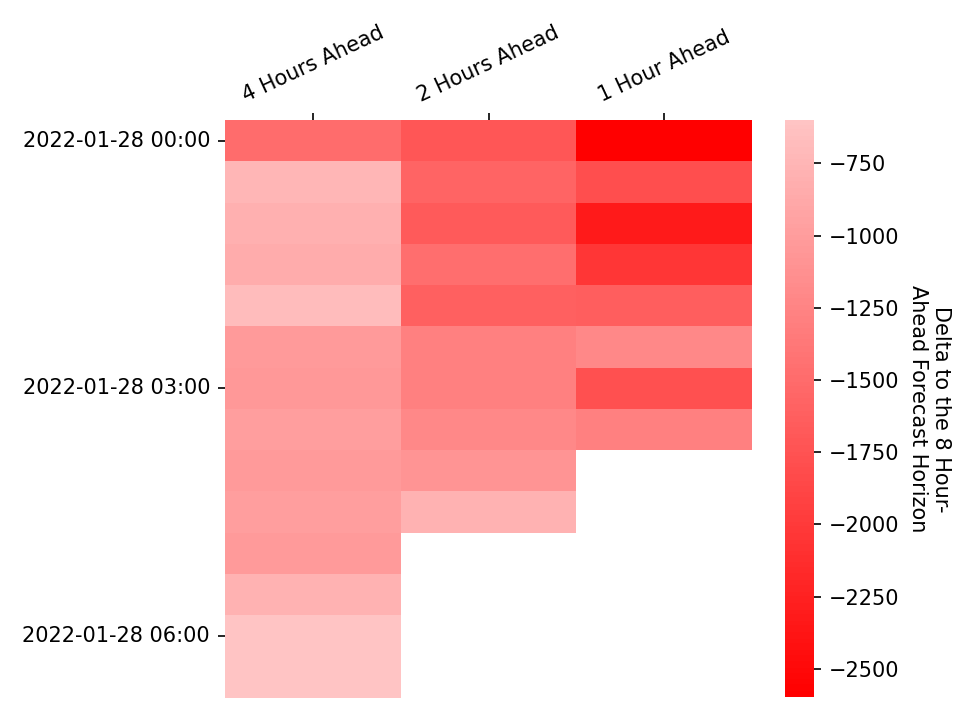 4 Hours Ahead
2 Hours Ahead
1 Hour Ahead
2022-01-28 00:00
2022-01-28 03:00
2022-01-28 06:00
−750
−1000
−1250
−1500
−1750
−2000
−2250
−2500
Delta to the 8 Hour-
Ahead Forecast Horizon